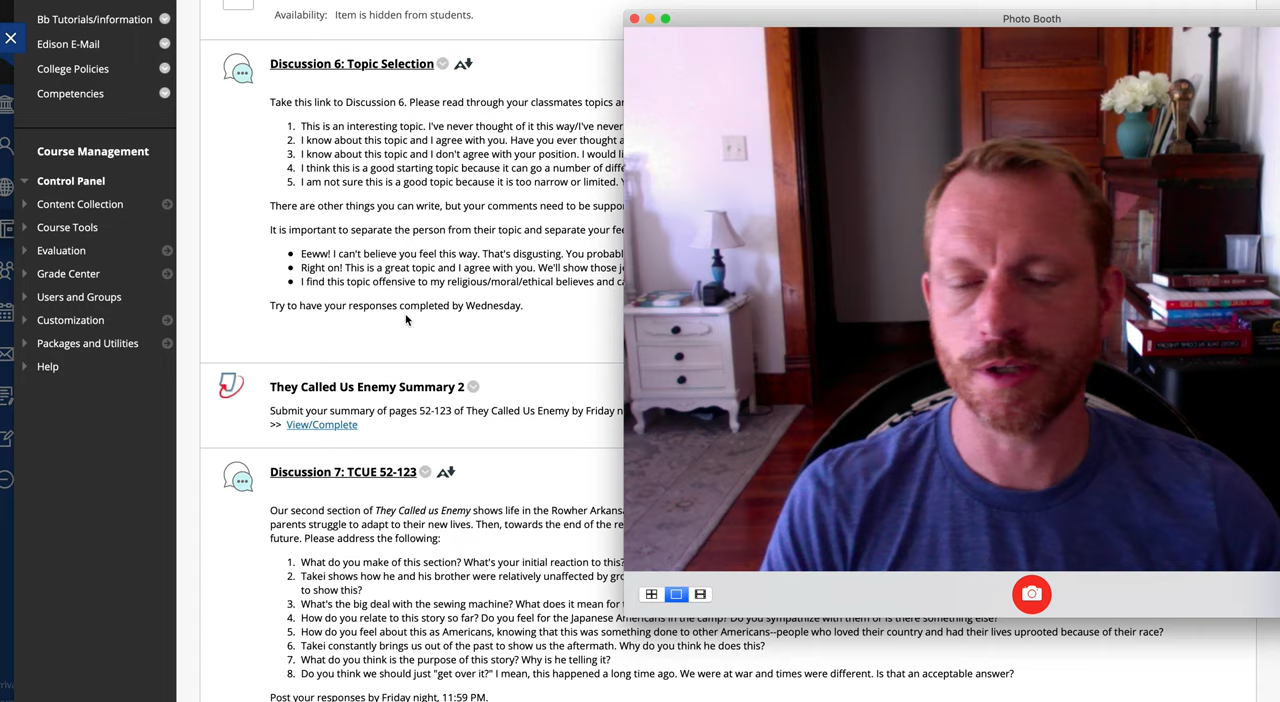 Bb Tutorials/information
Edison E-Mail
College Policies
Competencies
Course Management
Control Panel
Content Collection
Course Tools
Evaluation
Grade Center
Users and Groups
Customization
Packages and Utilities
Help
Availability: Item is hidden from students.
Discussion 6: Topic Selection
Take this link to Discussion 6. Please read through your classmates topics
1. This is an interesting topic. I've never thought of it this way/I've never
2. I know about this topic and I agree with you. Have you ever thought
3. I know about this topic and I don't agree with your position. I would
4. I think this is a good starting topic because it can go a number of
5. I am not sure this is a good topic because it is too narrow or limited.
There are other things you can write, but your comments need to be
It is important to separate the person from their topic and separate your
• Eeww! I can't believe you feel this way. That's disgusting. You
• Right on! This is a great topic and I agree with you. We'll show those
• I find this topic offensive to my religious/moral/ethical believes and
Try to have your responses completed by Wednesday.
They Called Us Enemy Summary 2
Submit your summary of pages 52-123 of They Called Us Enemy by Friday
>> View/Complete
Discussion 7: TCUE 52-123
Our second section of They Called us Enemy shows life in the Rowher
parents struggle to adapt to their new lives. Then, towards the end of the
future. Please address the following:
1. What do you make of this section? What's your initial reaction to this?
2. Takei shows how he and his brother were relatively unaffected by
to show this?
3. What's the big deal with the sewing machine? What does it mean for
4. How do you relate to this story so far? Do you feel for the Japanese Americans in the camp? Do you sympathize with them or is there something else?
5. How do you feel about this as Americans, knowing that this was something done to other Americans--people who loved their country and had their lives uprooted because of their race?
6. Takei constantly brings us out of the past to show us the aftermath. Why do you think he does this?
7. What do you think is the purpose of this story? Why is he telling it?
8. Do you think we should just "get over it?" I mean, this happened a long time ago. We were at war and times were different. Is that an acceptable answer?
Post your responses by Friday night, 11:59 PM.
Photo Booth